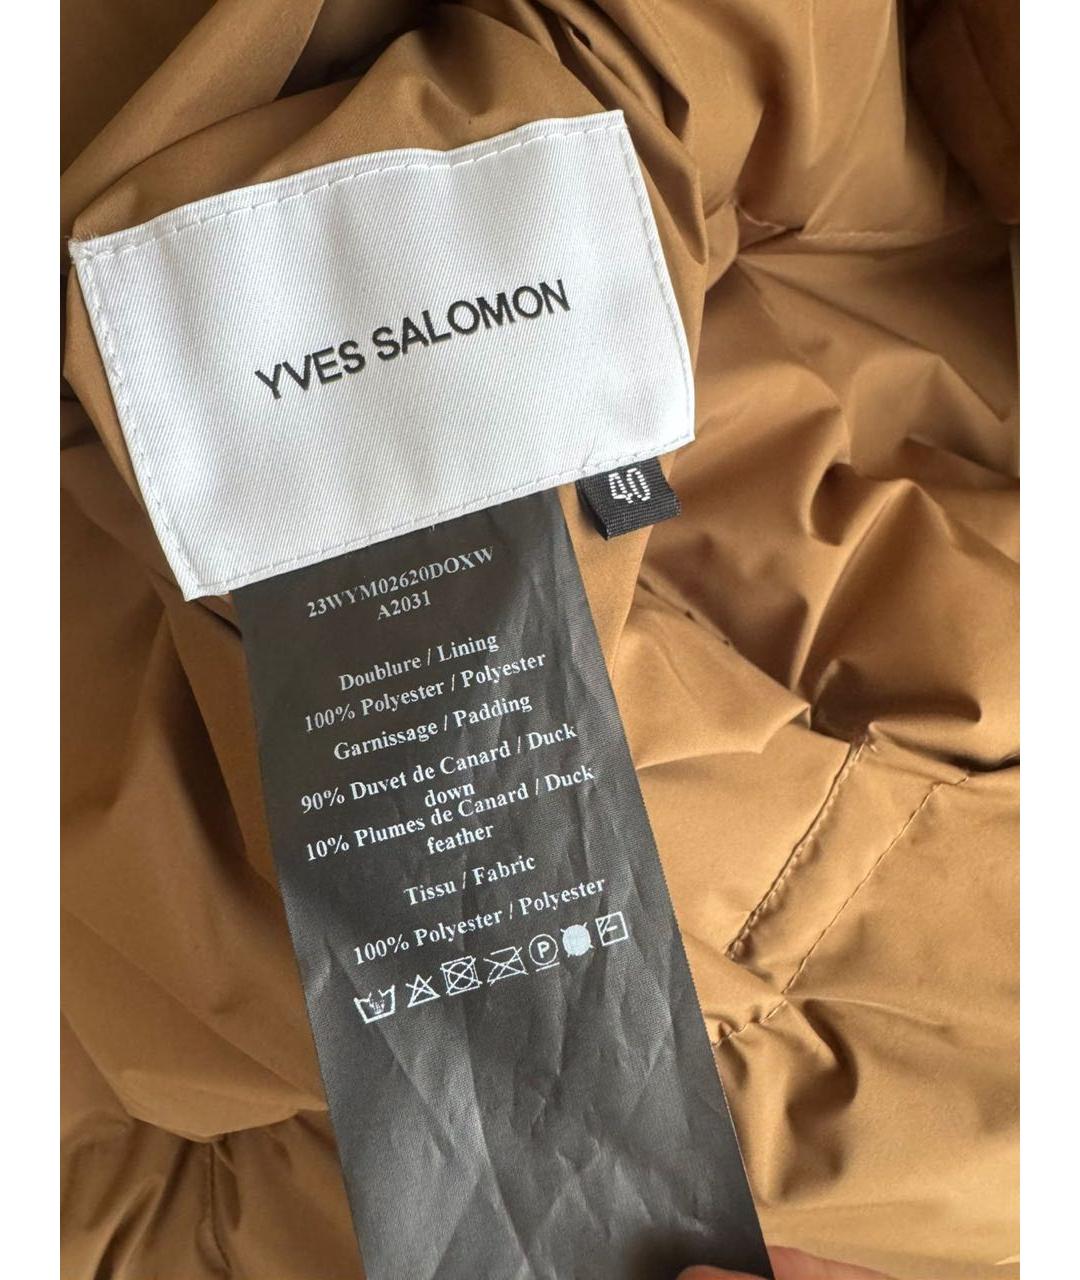 YVES SALOMON
40
23WYM02620DOXW
A2031
Doublure / Lining
100% Polyester / Polyester
Garnissage / Padding
90% Duvet de Canard / Duck
down
10% Plumes de Canard / Duck
feather
Tissu / Fabric
100% Polyester / Polyester
P